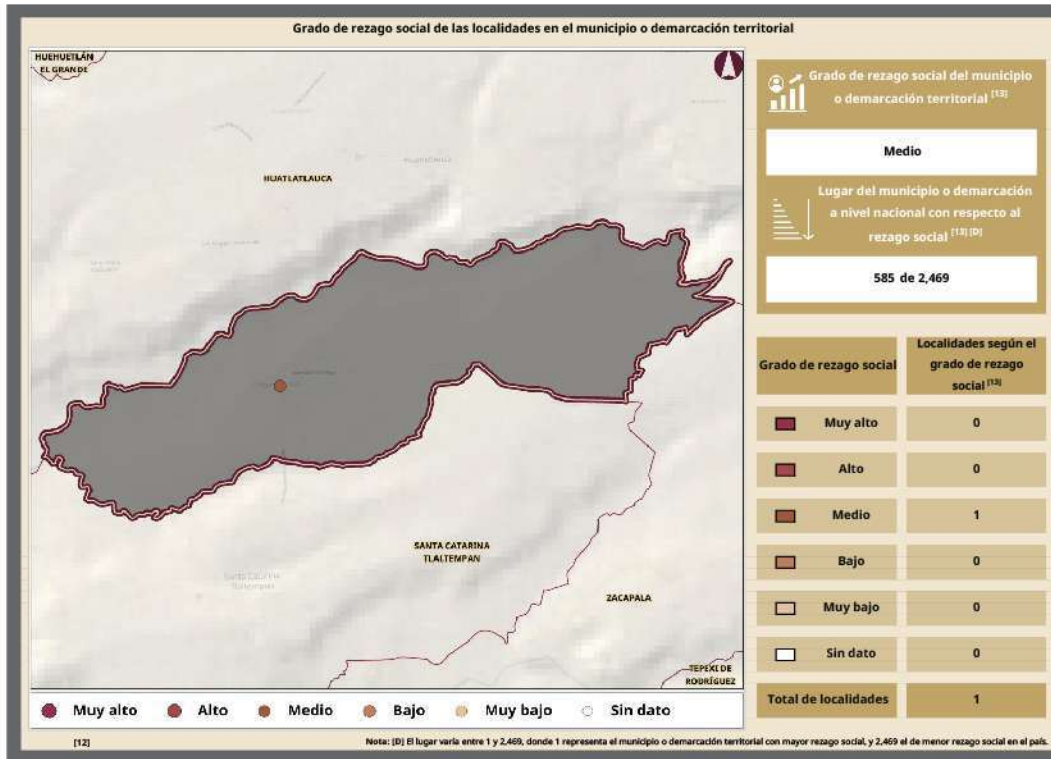 Grado de rezago social de las localidades en el municipio o demarcación territorial
HUEHUETLÁN
EL GRANDE
HUATLATLAUCA
SANTA CATARINA
TLALTEMPAN
Santa Catarina
Tlaltempan
ZACAPALA
TEPEXI DE
RODRÍGUEZ
Muy alto
Alto
Medio
Bajo
Muy bajo
Sin dato
Grado de rezago social del municipio
o demarcación territorial [13]
Medio
Lugar del municipio o demarcación
a nivel nacional con respecto al
rezago social [13] [D]
585 de 2,469
Grado de rezago social
Localidades según el
grado de rezago
social [13]
Muy alto 0
Alto 0
Medio 1
Bajo 0
Muy bajo 0
Sin dato 0
Total de localidades 1
[12]
Nota: [D] El lugar varía entre 1 y 2,469, donde 1 representa el municipio o demarcación territorial con mayor rezago social, y 2,469 el de menor rezago social en el país.